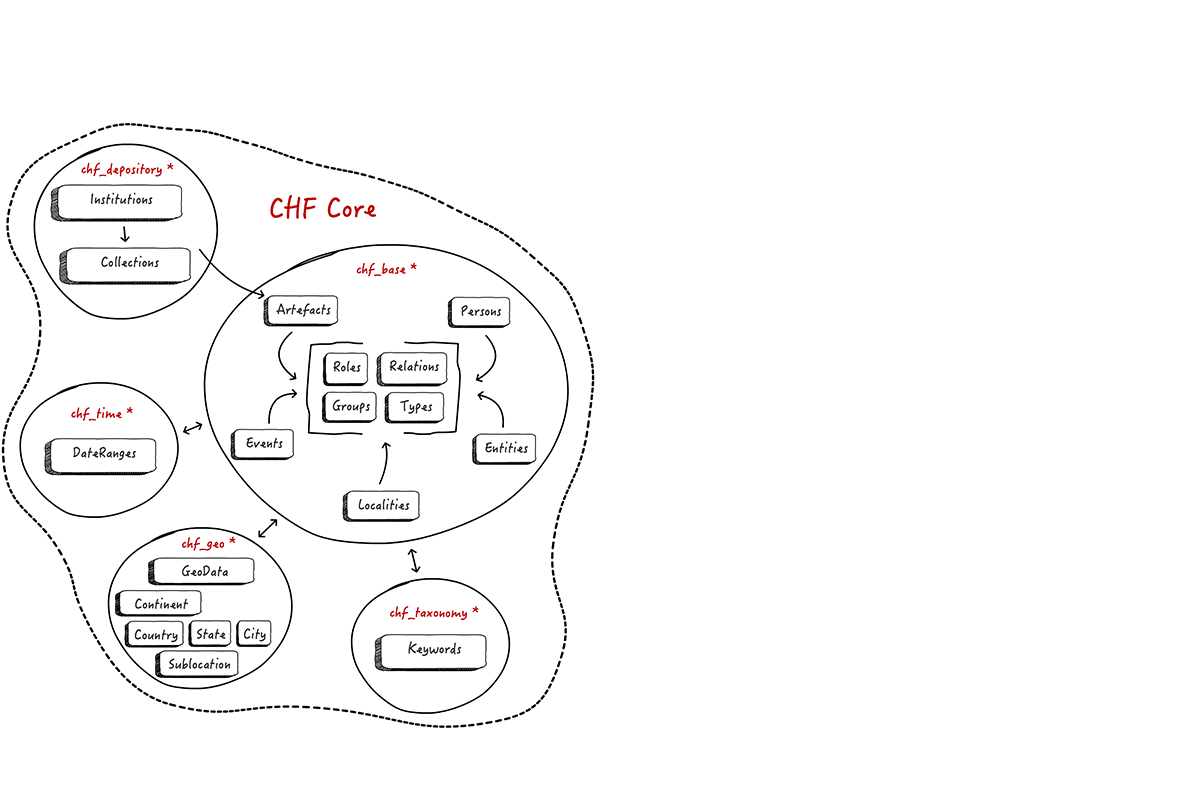 chf_depository *
Institutions
Collections
CHF Core
chf_base *
Artefacts
Persons
Roles
Relations
Groups
Types
Events
Entities
Localities
chf_time *
DateRanges
chf_geo *
GeoData
Continent
Country
State
City
Sublocation
chf_taxonomy *
Keywords